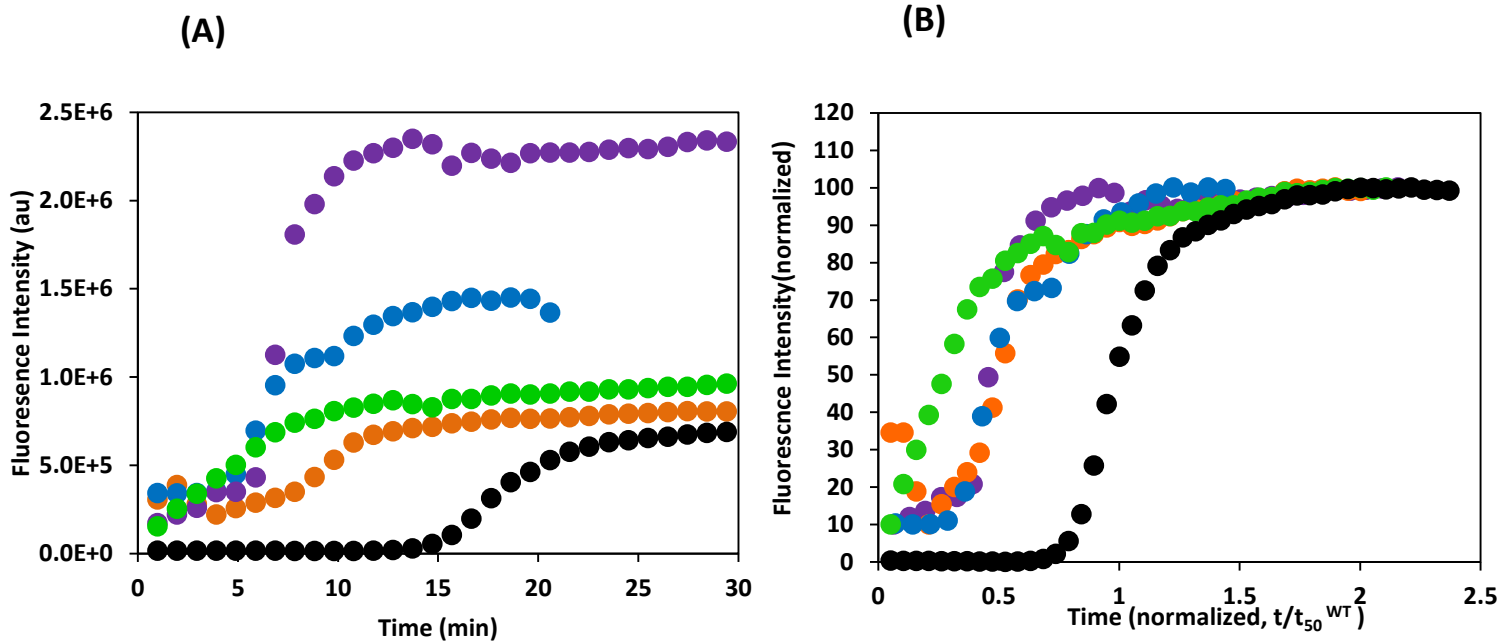 (A)
(B)
Fluoresence Intensity (au)
2.5E+6
2.0E+6
1.5E+6
1.0E+6
5.0E+5
0.0E+0
0 5 10 15 20 25 30
Time (min)
Fluorescnce Intensity(normalized)
120
110
100
90
80
70
60
50
40
30
20
10
0
0 0.5 1 1.5 2 2.5
Time (normalized, t/t50 WT)